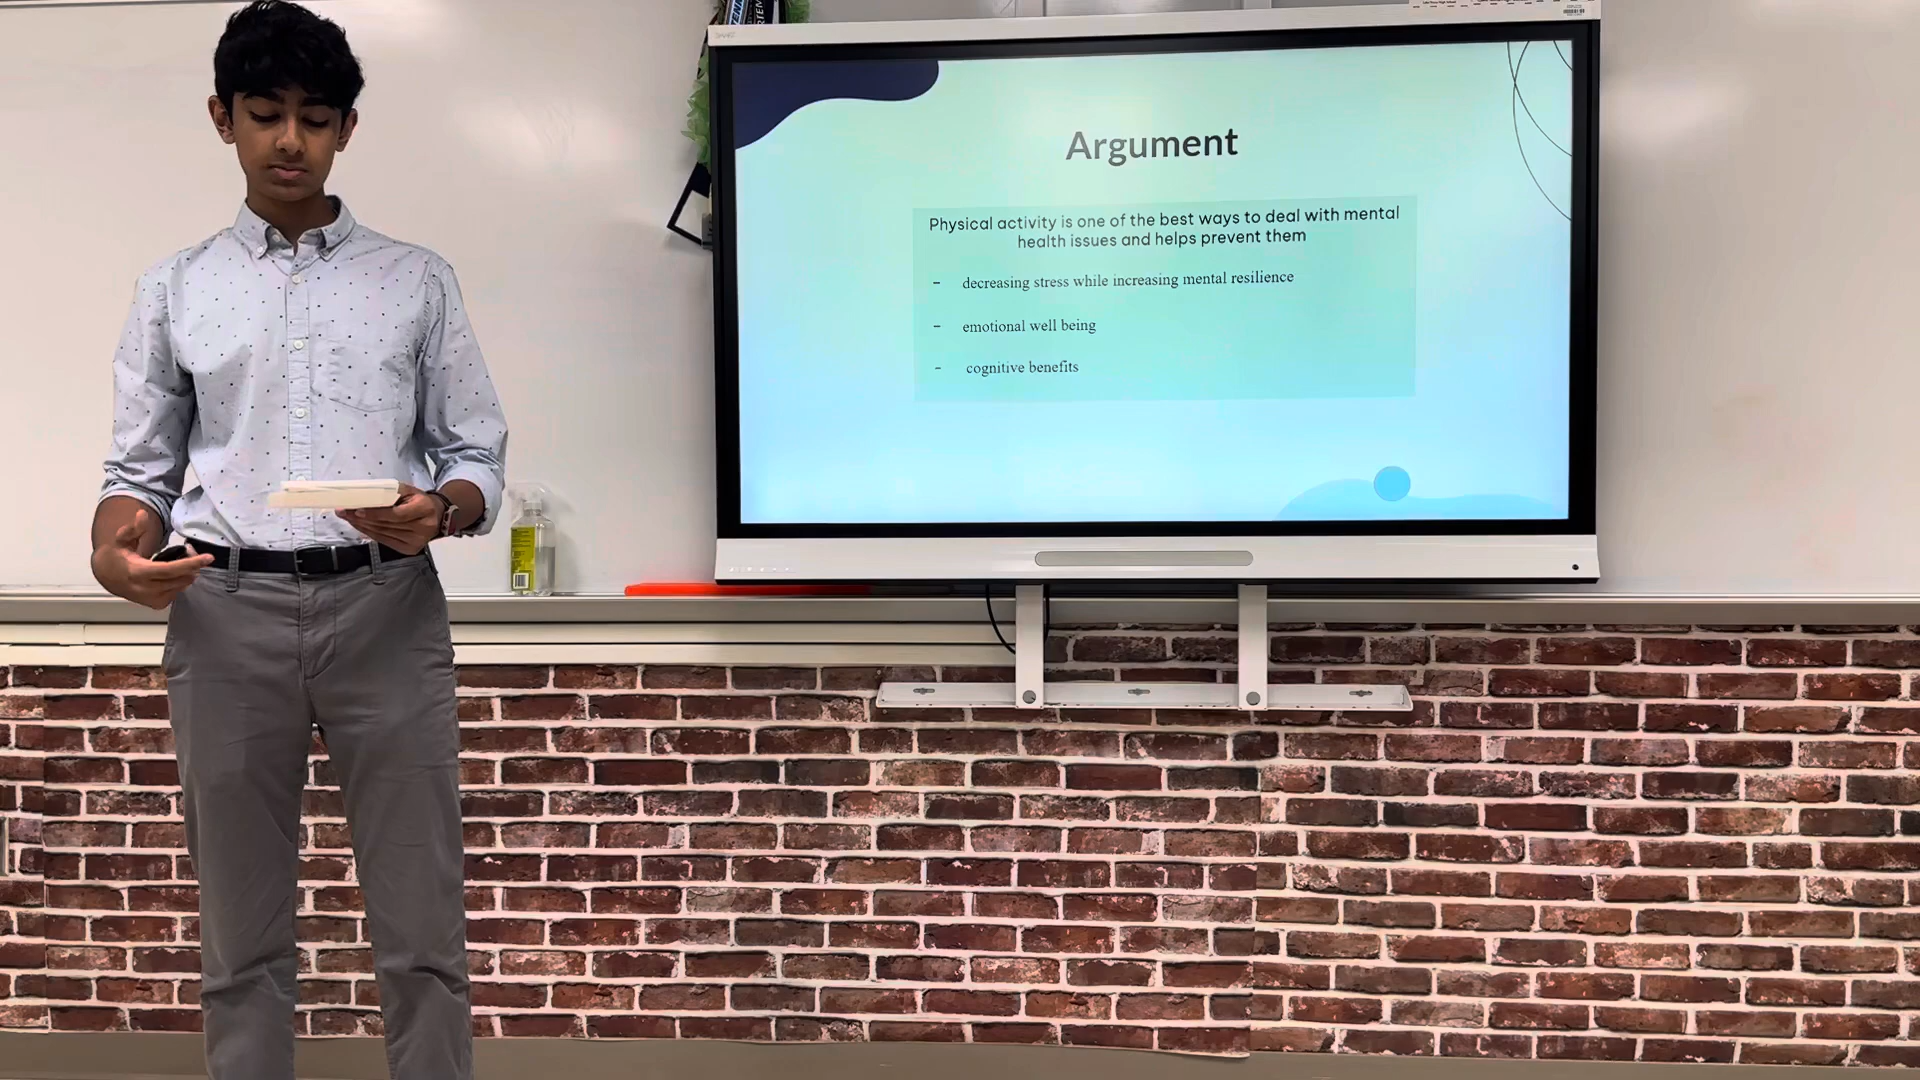 Argument
Physical activity is one of the best ways to deal with mental
health issues and helps prevent them
- decreasing stress while increasing mental resilience
- emotional well being
- cognitive benefits